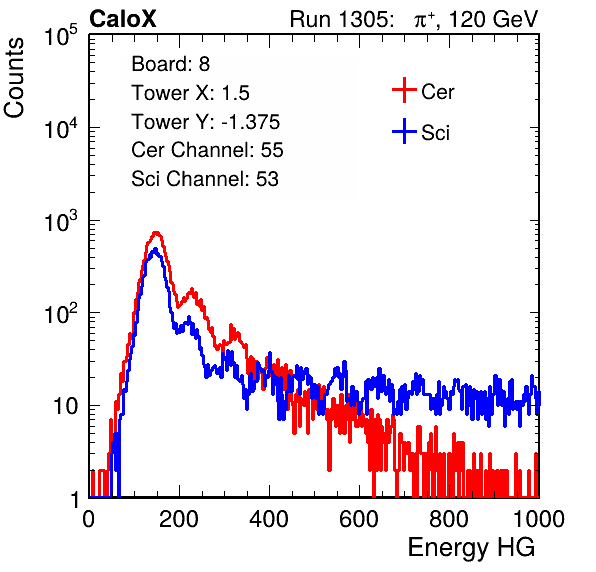 CaloX Run 1305: π⁺, 120 GeV
Board: 8
Tower X: 1.5
Tower Y: -1.375
Cer Channel: 55
Sci Channel: 53
Cer
Sci
Counts
10⁵
10⁴
10³
10²
10
1
0 200 400 600 800 1000
Energy HG